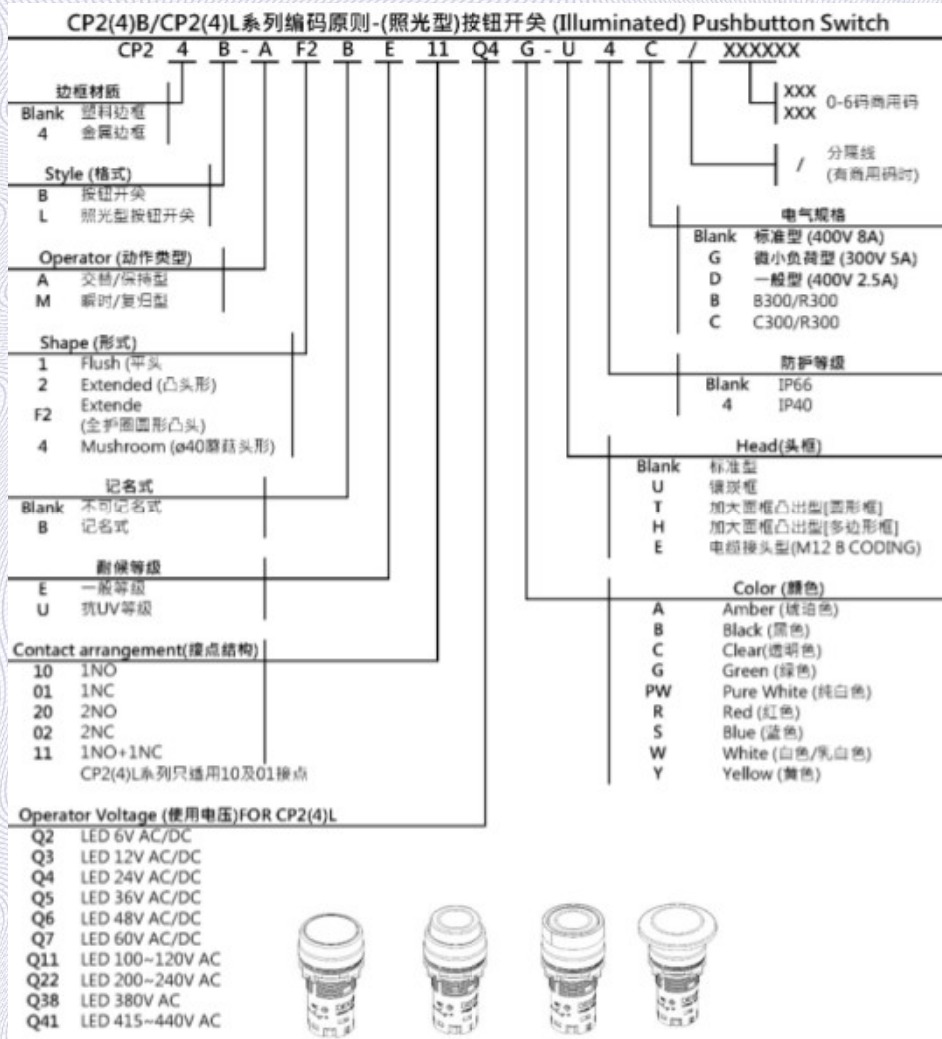 CP2(4)B/CP2(4)L系列编码原则-(照光型)按钮开关 (Illuminated) Pushbutton Switch
CP2 4 B - A F2 B E 11 Q4 G - U 4 C / XXXXXX
边框材质
Blank 塑料边框
4 金属边框
Style (格式)
B 按钮开关
L 照光型按钮开关
Operator (动作类型)
A 交替/保持型
M 瞬时/复归型
Shape (形式)
1 Flush (平头
2 Extended (凸头形)
F2 Extende
(全护圈圆形凸头)
4 Mushroom (ø40蘑菇头形)
记名式
Blank 不可记名式
B 记名式
耐候等级
E 一般等级
U 抗UV等级
Contact arrangement(接点结构)
10 1NO
01 1NC
20 2NO
02 2NC
11 1NO+1NC
CP2(4)L系列只适用10及01接点
Operator Voltage (使用电压)FOR CP2(4)L
Q2 LED 6V AC/DC
Q3 LED 12V AC/DC
Q4 LED 24V AC/DC
Q5 LED 36V AC/DC
Q6 LED 48V AC/DC
Q7 LED 60V AC/DC
Q11 LED 100~120V AC
Q22 LED 200~240V AC
Q38 LED 380V AC
Q41 LED 415~440V AC
XXX
XXX 0-6码商用码
/ 分隔线
(有商用码时)
电气规格
Blank 标准型 (400V 8A)
G 微小负荷型 (300V 5A)
D 一般型 (400V 2.5A)
B B300/R300
C C300/R300
防护等级
Blank IP66
4 IP40
Head(头框)
Blank 标准型
U 镶崁框
T 加大面框凸出型[圆形框]
H 加大面框凸出型[多边形框]
E 电缆接头型(M12 B CODING)
Color (颜色)
A Amber (琥珀色)
B Black (黑色)
C Clear(透明色)
G Green (绿色)
PW Pure White (纯白色)
R Red (红色)
S Blue (蓝色)
W White (白色/乳白色)
Y Yellow (黄色)